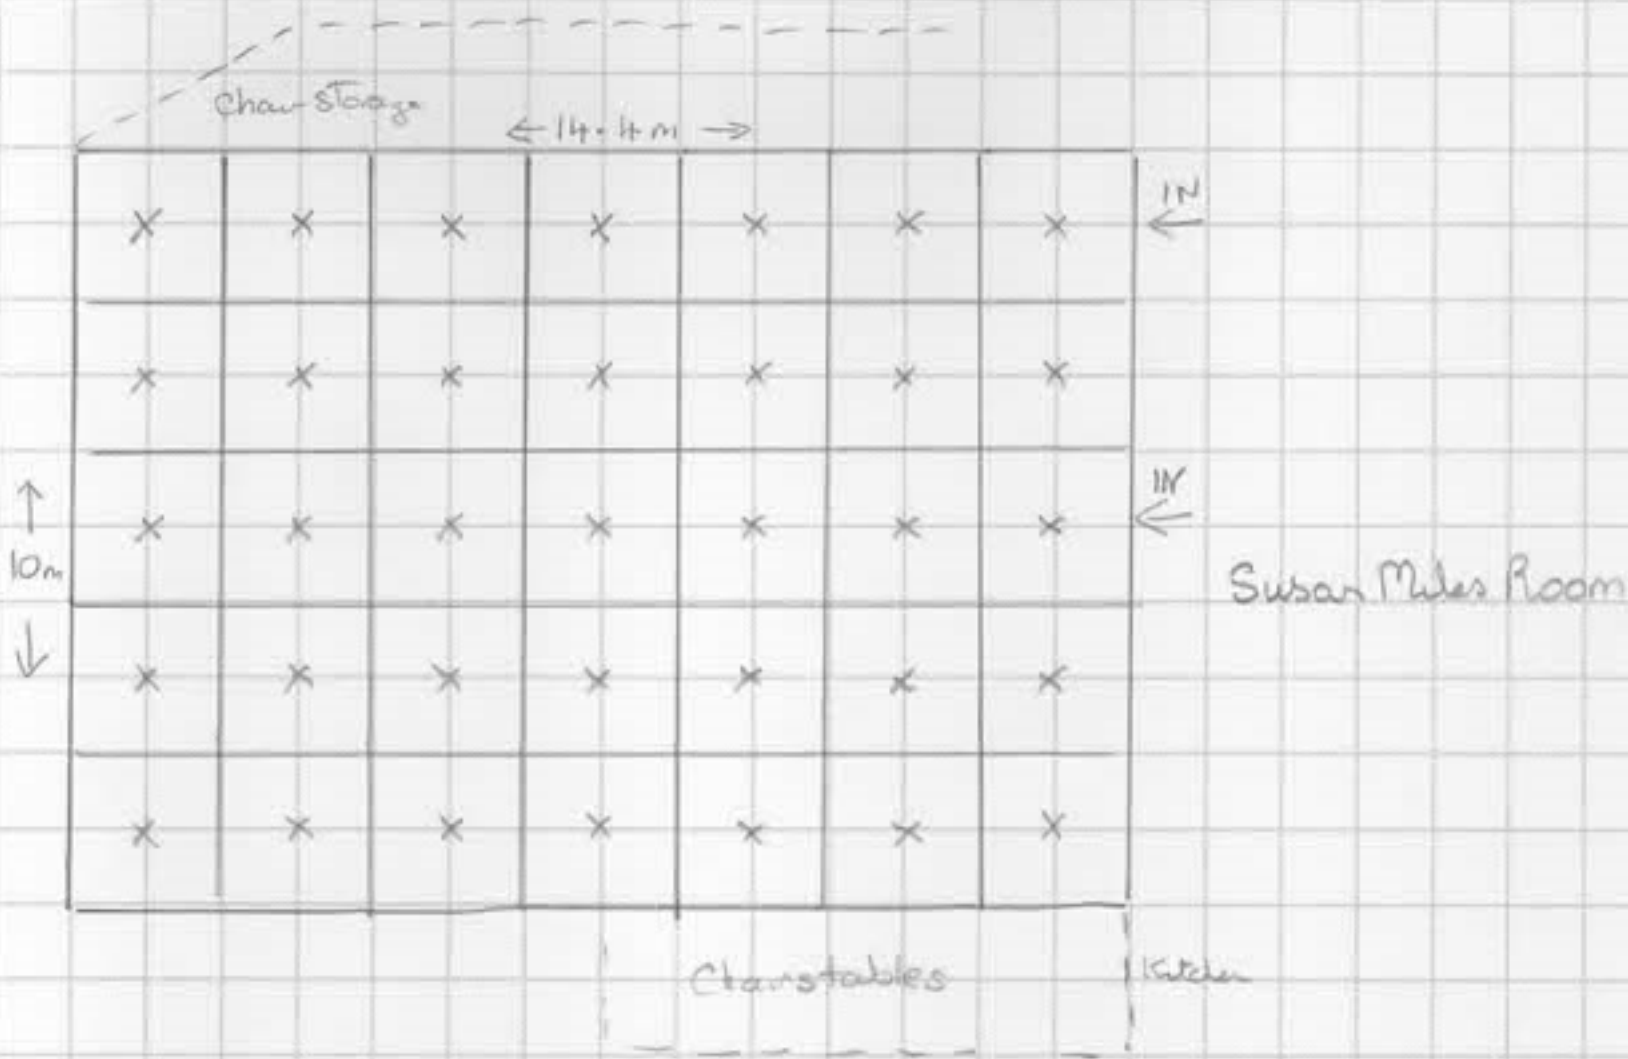 Chair storage
← 14.4m →
IN
IN
10m
Susan Miles Room
Chairs tables
Kitchen